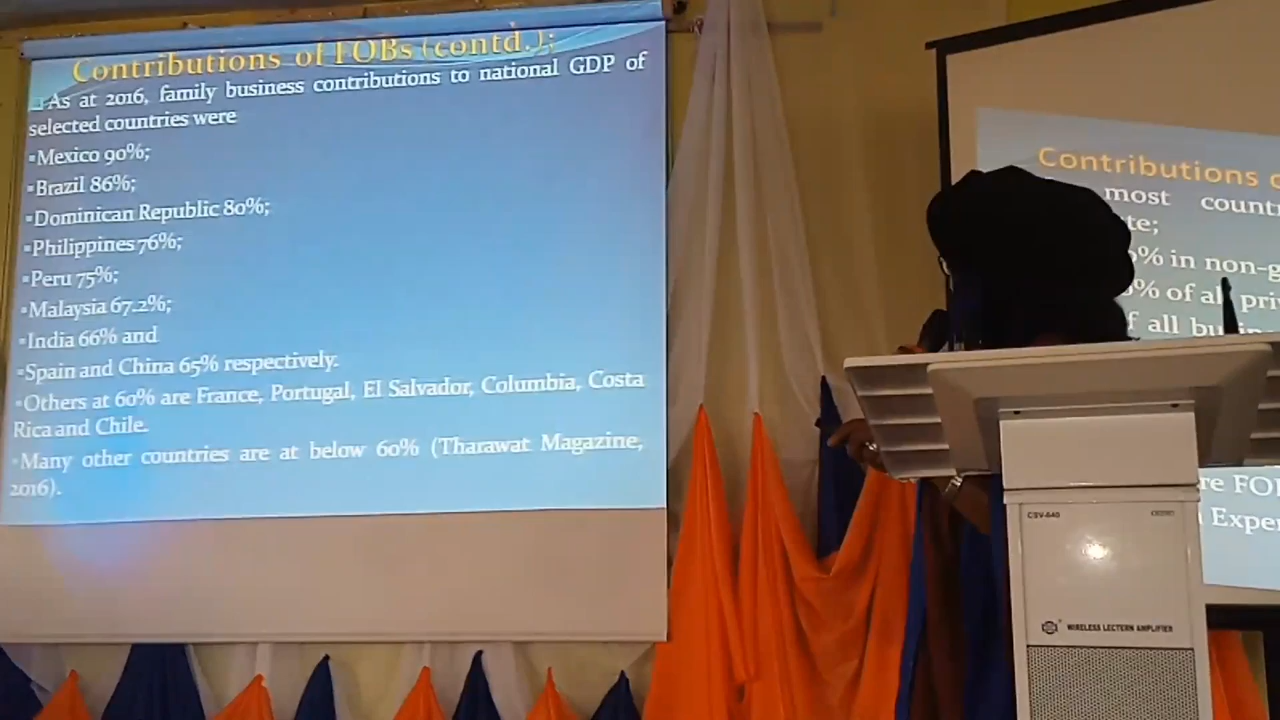 Contributions of FOBs (contd.);
As at 2016, family business contributions to national GDP of
selected countries were
▪Mexico 90%;
▪Brazil 86%;
▪Dominican Republic 80%;
▪Philippines 76%;
▪Peru 75%;
▪Malaysia 67.2%;
▪India 66% and
▪Spain and China 65% respectively.
▪Others at 60% are France, Portugal, El Salvador, Columbia, Costa
Rica and Chile.
▪Many other countries are at below 60% (Tharawat Magazine,
2016).
Contributions
most
% in
% of all
of all
CSV-640
WIRELESS LECTERN AMPLIFIER